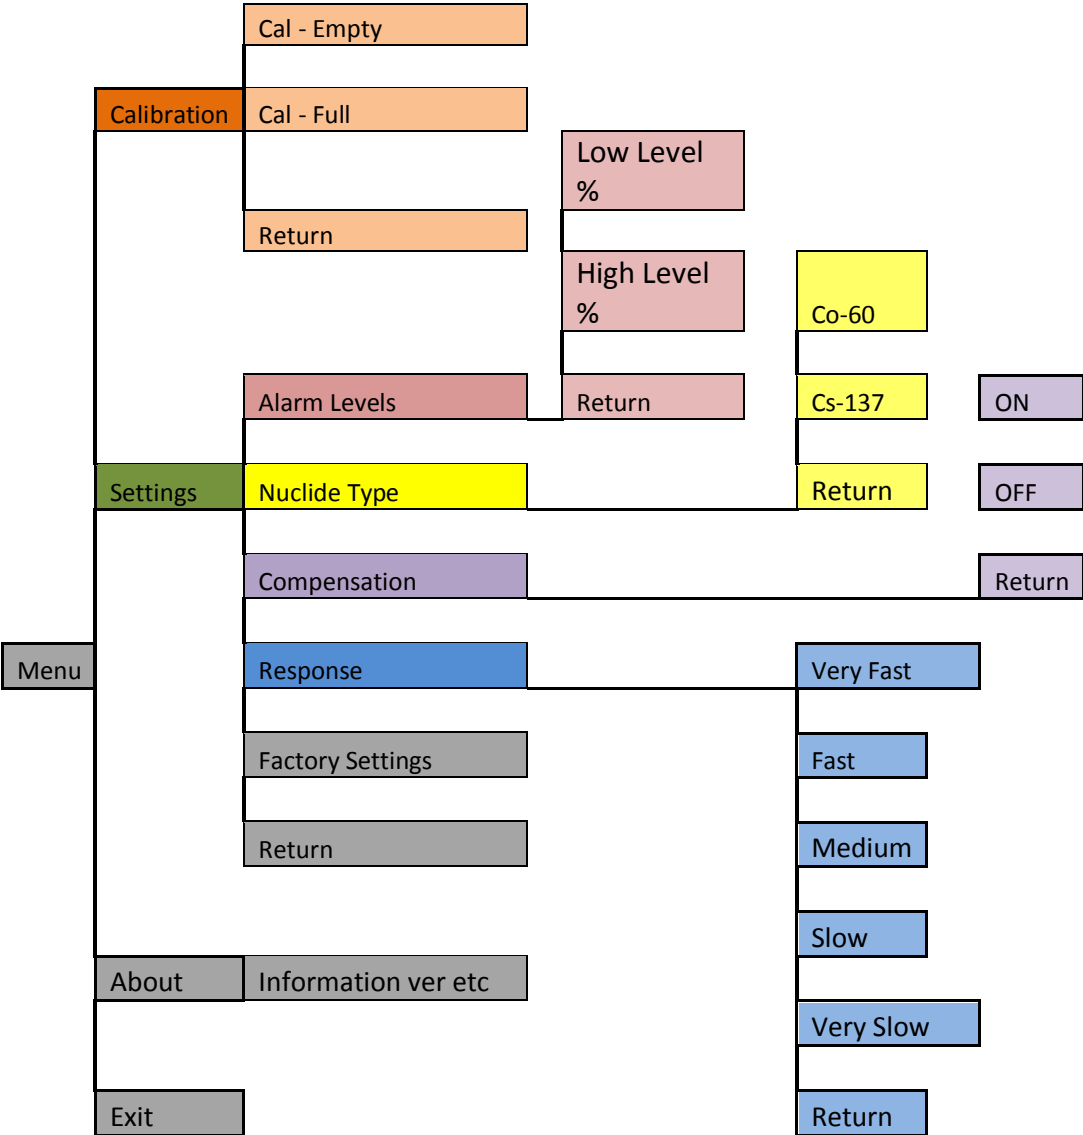 Cal - Empty
Calibration
Cal - Full
Return
Low Level
%
High Level
%
Co-60
Alarm Levels
Return
Cs-137
ON
Settings
Nuclide Type
Return
OFF
Compensation
Return
Menu
Response
Very Fast
Factory Settings
Fast
Return
Medium
Slow
About
Information ver etc
Very Slow
Exit
Return